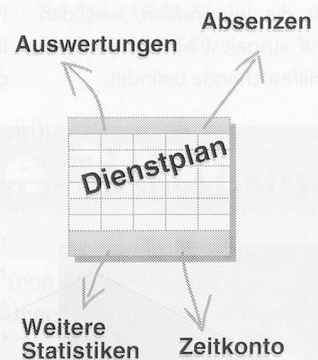 Absenzen
Auswertungen
Dienstplan
Weitere
Statistiken
Zeitkonto